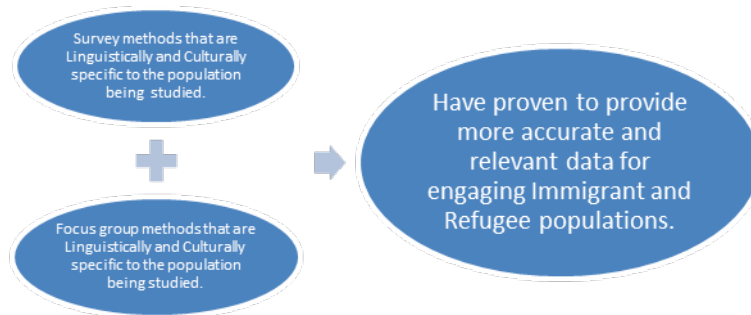 Survey methods that are
Linguistically and Culturally
specific to the population
being studied.
Focus group methods that are
Linguistically and Culturally
specific to the population
being studied.
Have proven to provide
more accurate and
relevant data for
engaging Immigrant and
Refugee populations.